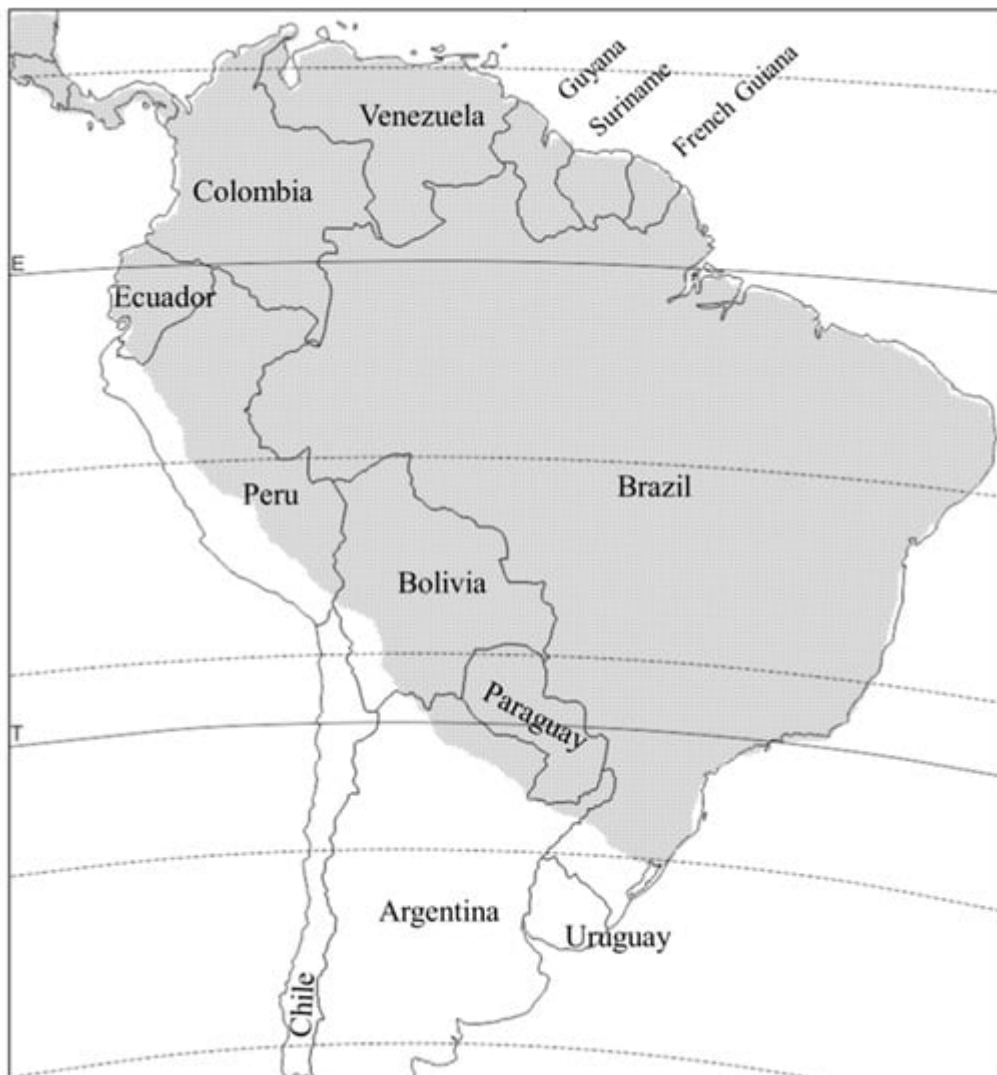 Guyana
Suriname
French Guiana
Venezuela
Colombia
E
Ecuador
Peru
Brazil
Bolivia
Paraguay
T
Argentina
Uruguay
Chile